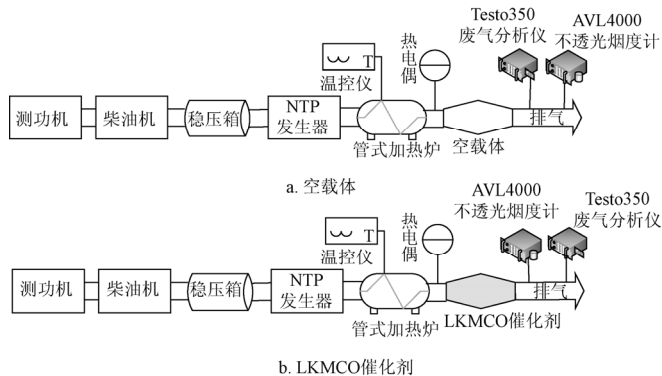 Testo350
废气分析仪
AVL4000
不透光烟度计
热电偶
T
温控仪
测功机
柴油机
稳压箱
NTP
发生器
管式加热炉
空载体
排气
a. 空载体
AVL4000
不透光烟度计
Testo350
废气分析仪
热电偶
T
温控仪
测功机
柴油机
稳压箱
NTP
发生器
管式加热炉
LKMCO催化剂
排气
b. LKMCO催化剂